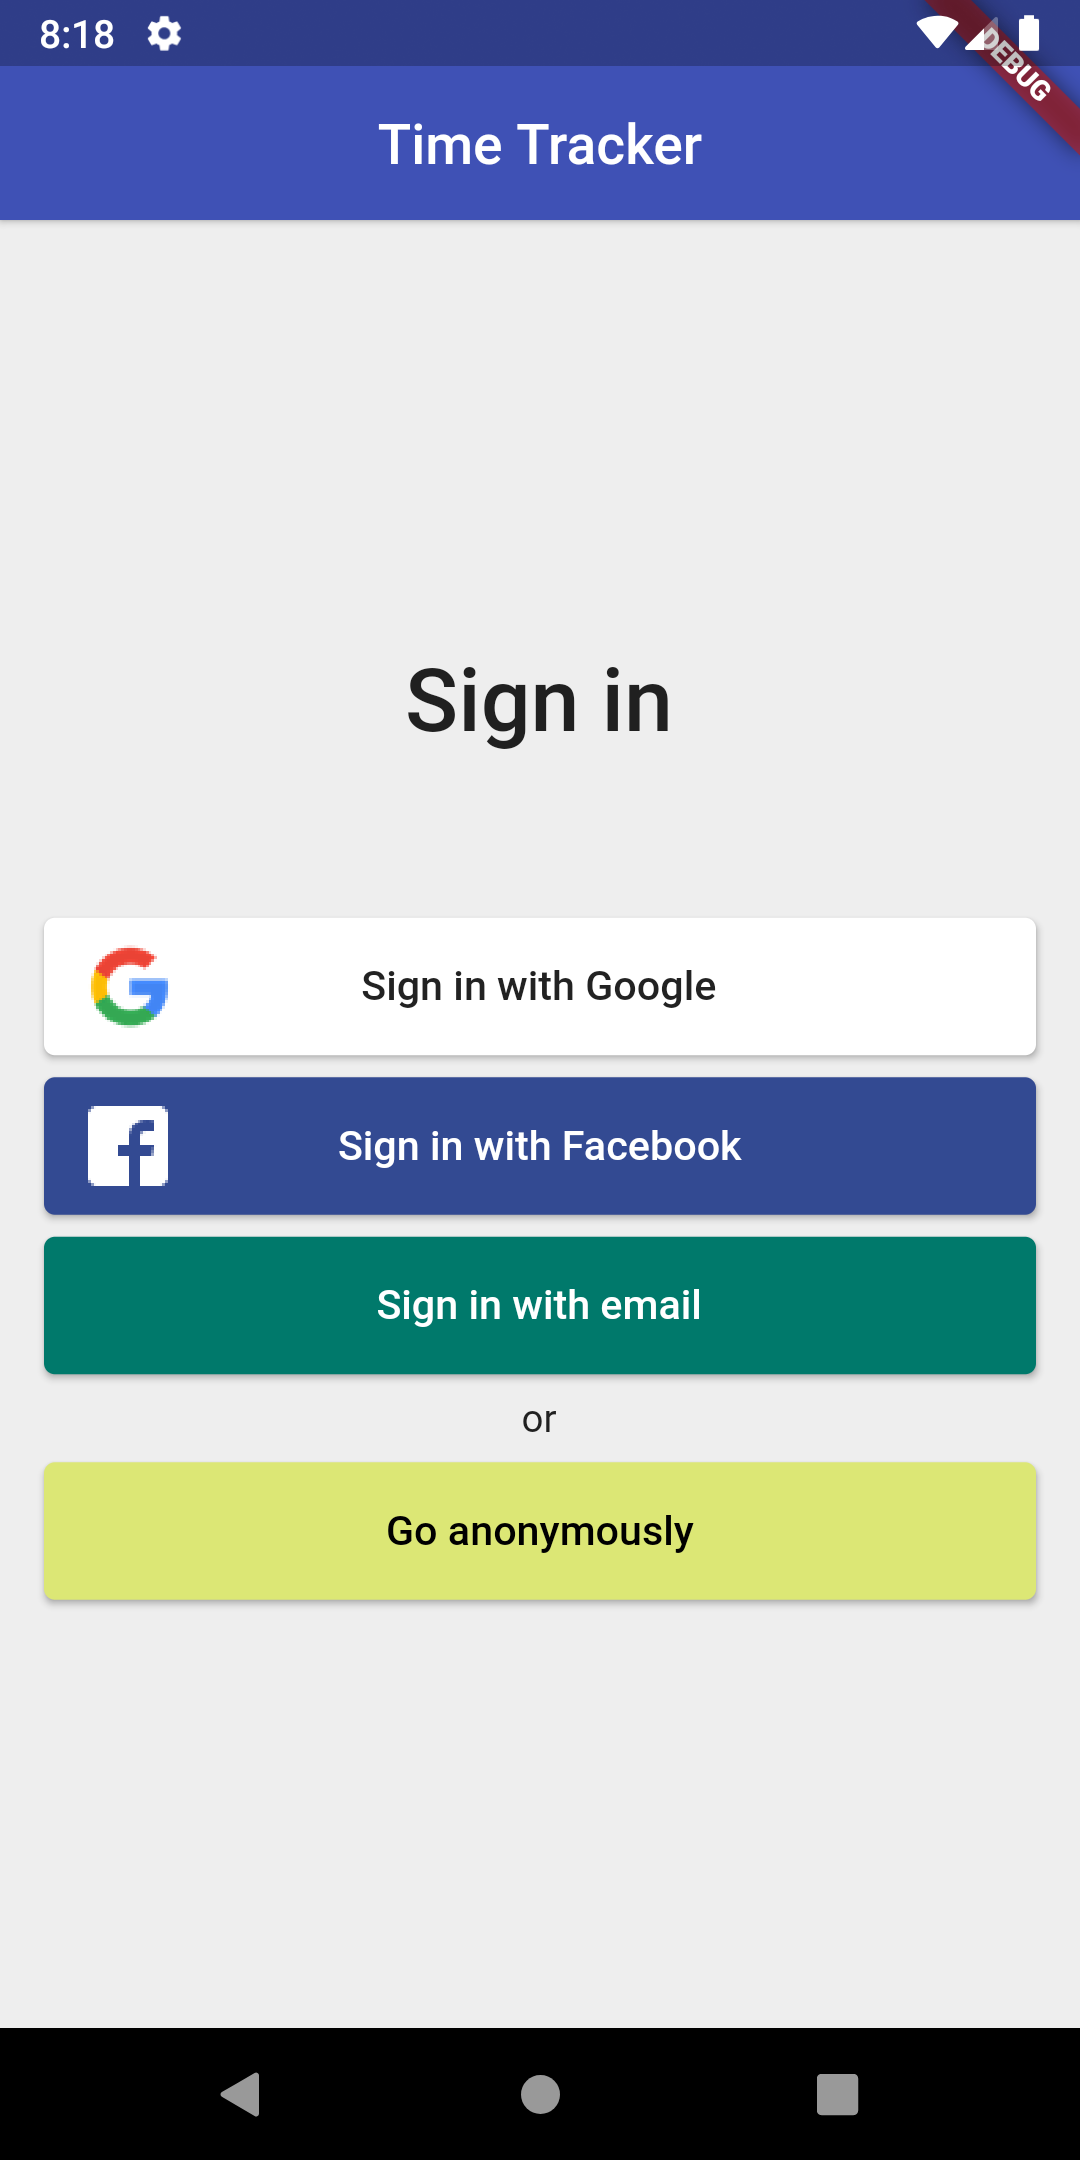 8:18
DEBUG
Time Tracker
Sign in
Sign in with Google
Sign in with Facebook
Sign in with email
or
Go anonymously